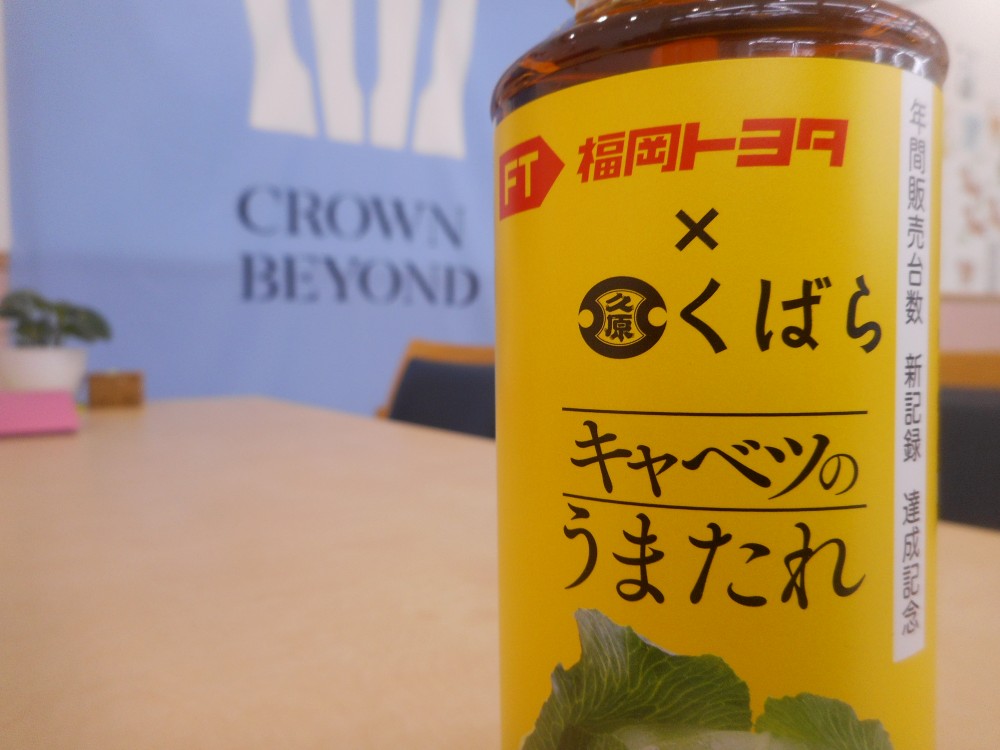 CROWN
BEYOND
FT 福岡トヨタ
×
久原 くばら
キャベツの
うまたれ
年間販売台数 新記録 達成記念